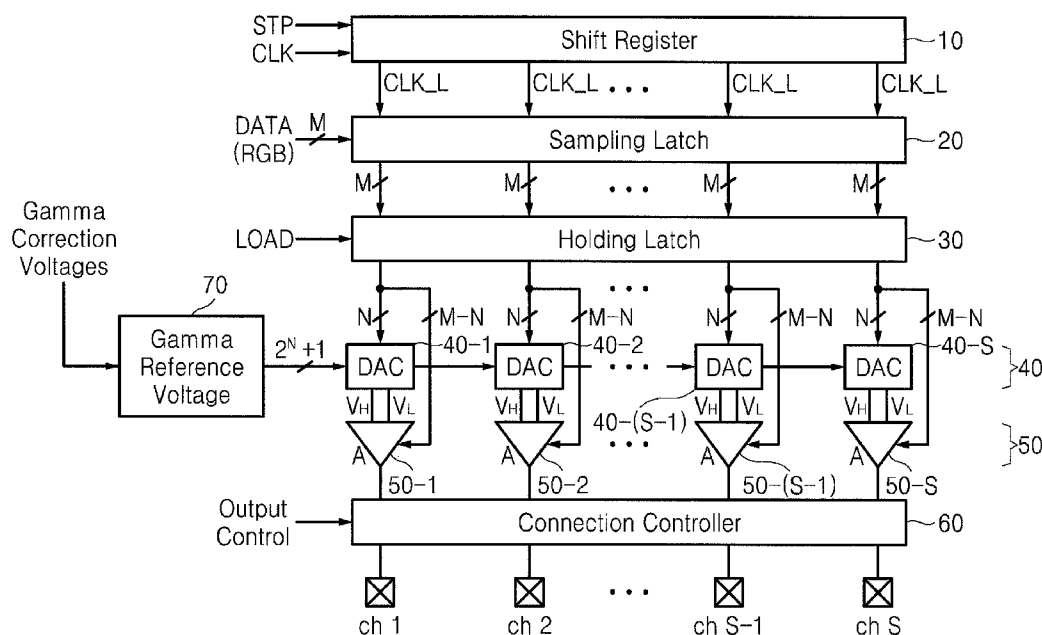 STP
CLK
Shift Register
10
CLK_L CLK_L ... CLK_L CLK_L
DATA
(RGB)
M
Sampling Latch
20
M M ... M M
Gamma
Correction
Voltages
LOAD
Holding Latch
30
...
70
N M-N N M-N N M-N N M-N
Gamma
Reference
Voltage
2^N +1
40-1 40-2 40-S
DAC DAC ... DAC DAC
40
VH VL VH VL 40-(S-1) VH VL VH VL
A A ... A A
50
50-1 50-2 50-(S-1) 50-S
Output
Control
Connection Controller
60
...
ch 1 ch 2 ch S-1 ch S